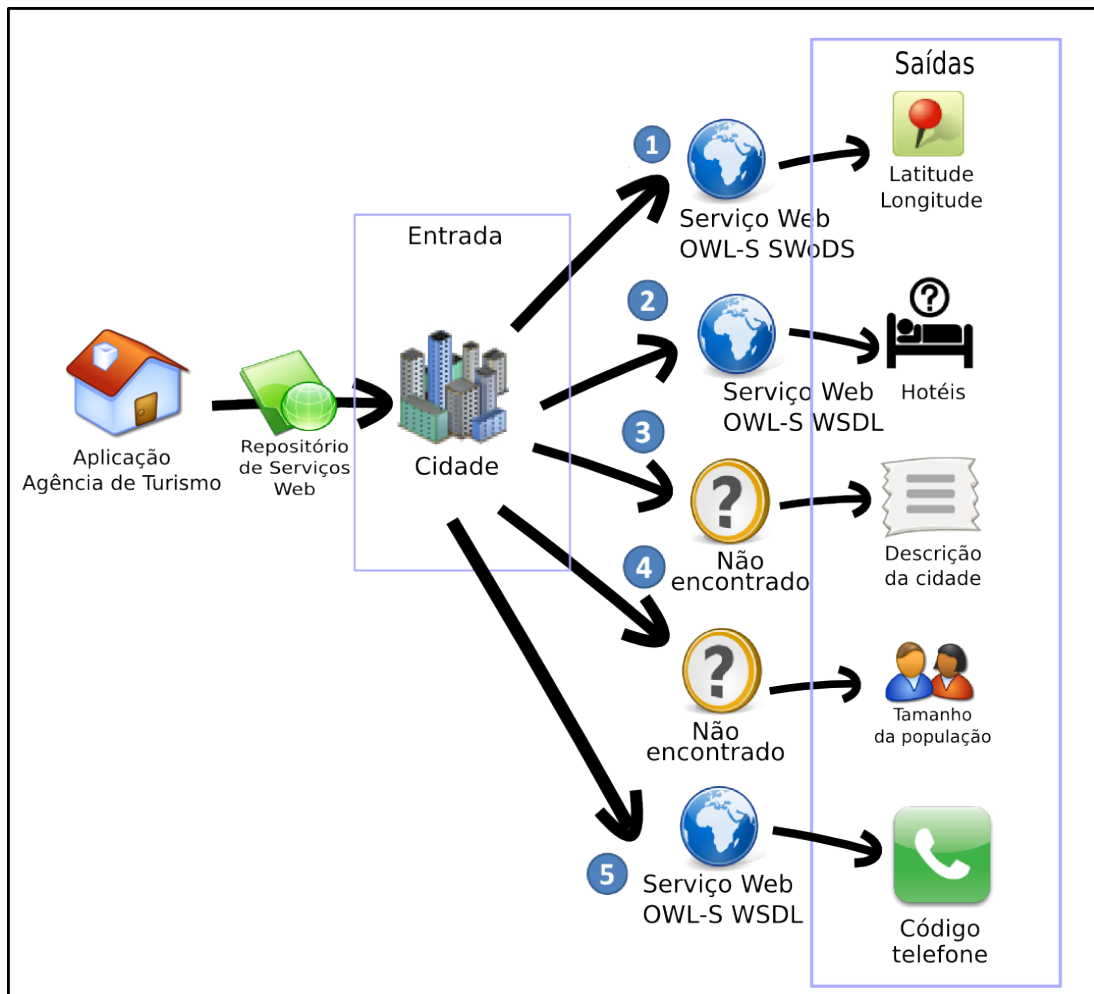 Saídas
1
Latitude
Longitude
Serviço Web
OWL-S SWoDS
Entrada
2
Hotéis
Serviço Web
OWL-S WSDL
3
Aplicação
Agência de Turismo
Repositório
de Serviços
Web
Cidade
Não
encontrado
Descrição
da cidade
4
Não
encontrado
Tamanho
da população
5
Serviço Web
OWL-S WSDL
Código
telefone